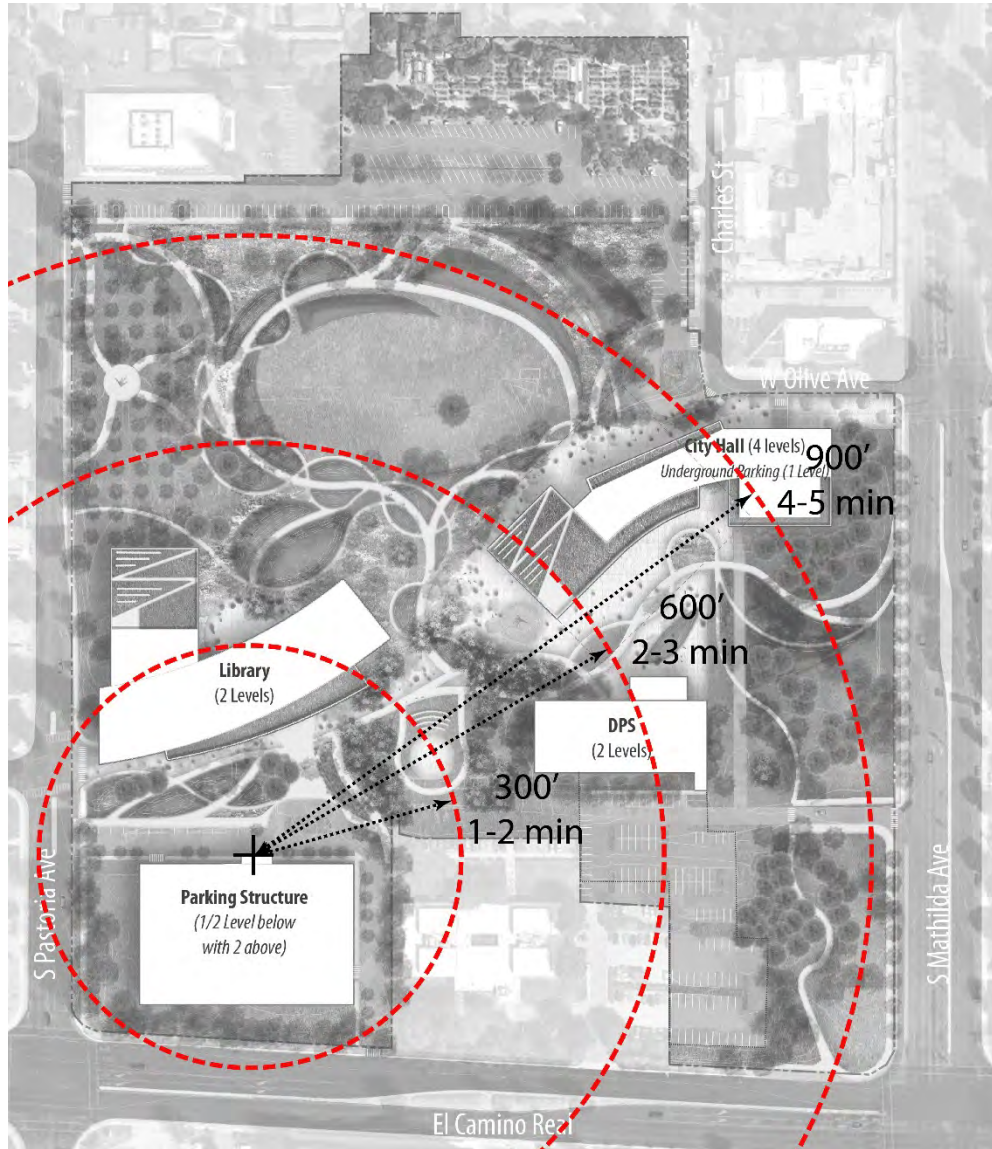 Charles St
W Olive Ave
City Hall (4 levels)
Underground Parking (1 Level)
900'
4-5 min
600'
2-3 min
Library
(2 Levels)
DPS
(2 Levels)
300'
1-2 min
Parking Structure
(1/2 Level below
with 2 above)
S Pastoria Ave
S Mathilda Ave
El Camino Real